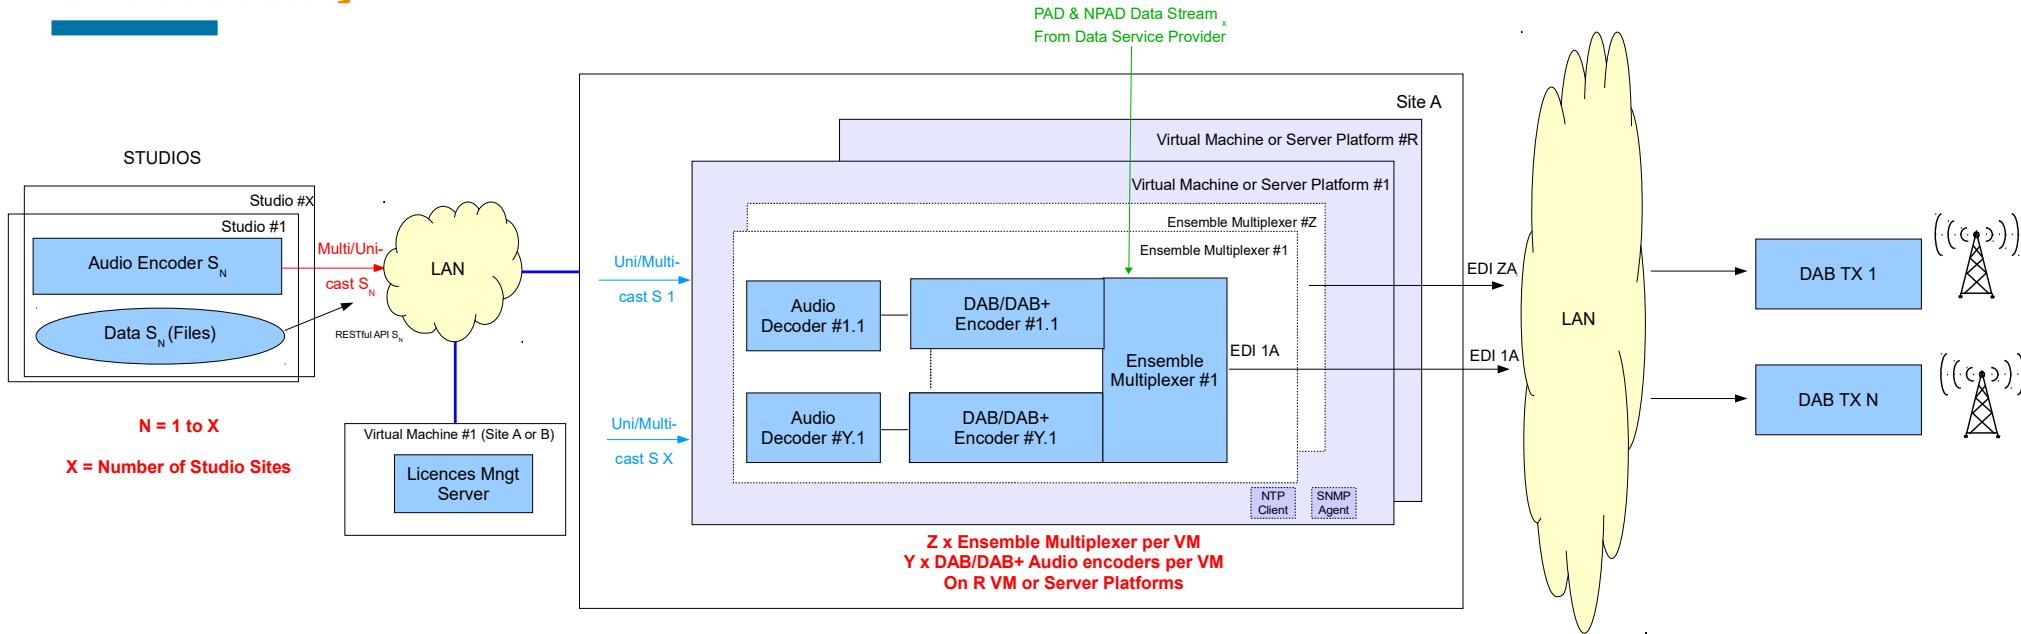 PAD & NPAD Data Stream x
From Data Service Provider
Site A
Virtual Machine or Server Platform #R
Virtual Machine or Server Platform #1
Ensemble Multiplexer #Z
Ensemble Multiplexer #1
STUDIOS
Studio #X
Studio #1
Audio Encoder SN
Data SN (Files)
Multi/Uni-
cast SN
RESTful API SN
LAN
N = 1 to X
X = Number of Studio Sites
Virtual Machine #1 (Site A or B)
Licences Mngt
Server
Uni/Multi-
cast S 1
Uni/Multi-
cast S X
Audio
Decoder #1.1
DAB/DAB+
Encoder #1.1
Audio
Decoder #Y.1
DAB/DAB+
Encoder #Y.1
Ensemble
Multiplexer #1
EDI 1A
NTP
Client
SNMP
Agent
Z x Ensemble Multiplexer per VM
Y x DAB/DAB+ Audio encoders per VM
On R VM or Server Platforms
EDI ZA
EDI 1A
LAN
DAB TX 1
DAB TX N